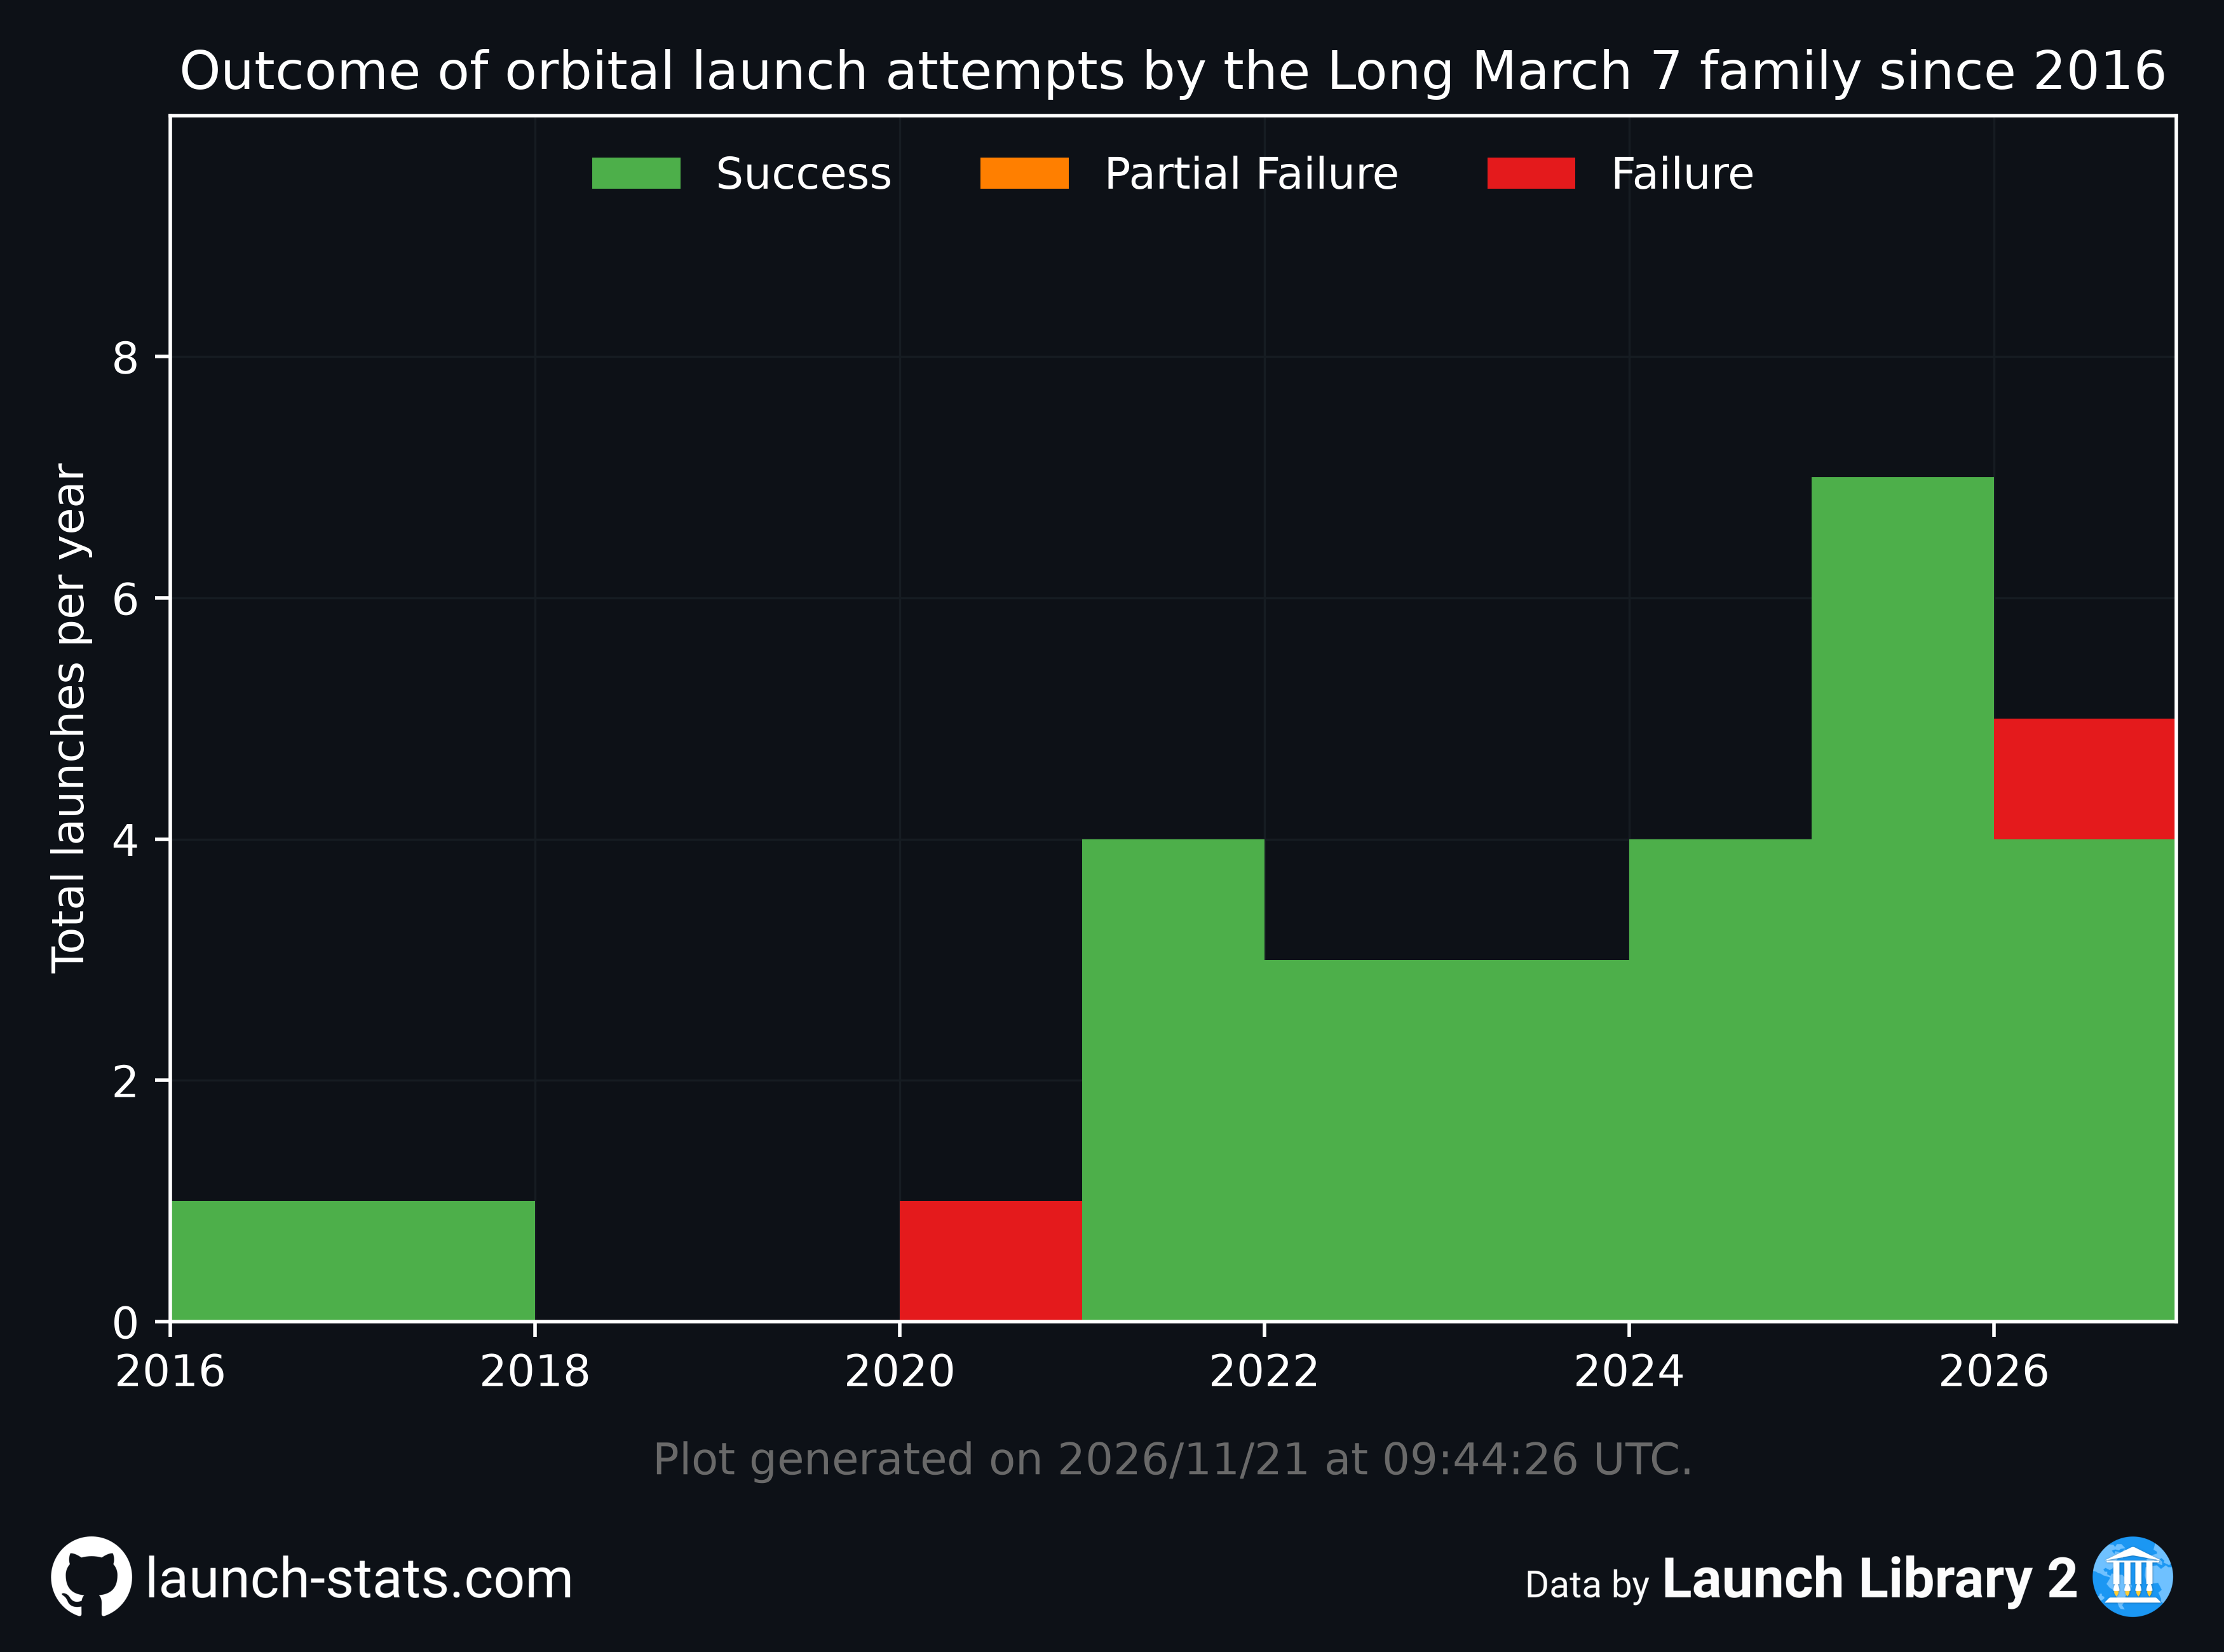 Outcome of orbital launch attempts by the Long March 7 family since 2016
Success Partial Failure Failure
Total launches per year
8
6
4
2
0
2016 2018 2020 2022 2024 2026
Plot generated on 2026/11/21 at 09:44:26 UTC.
launch-stats.com
Data by Launch Library 2